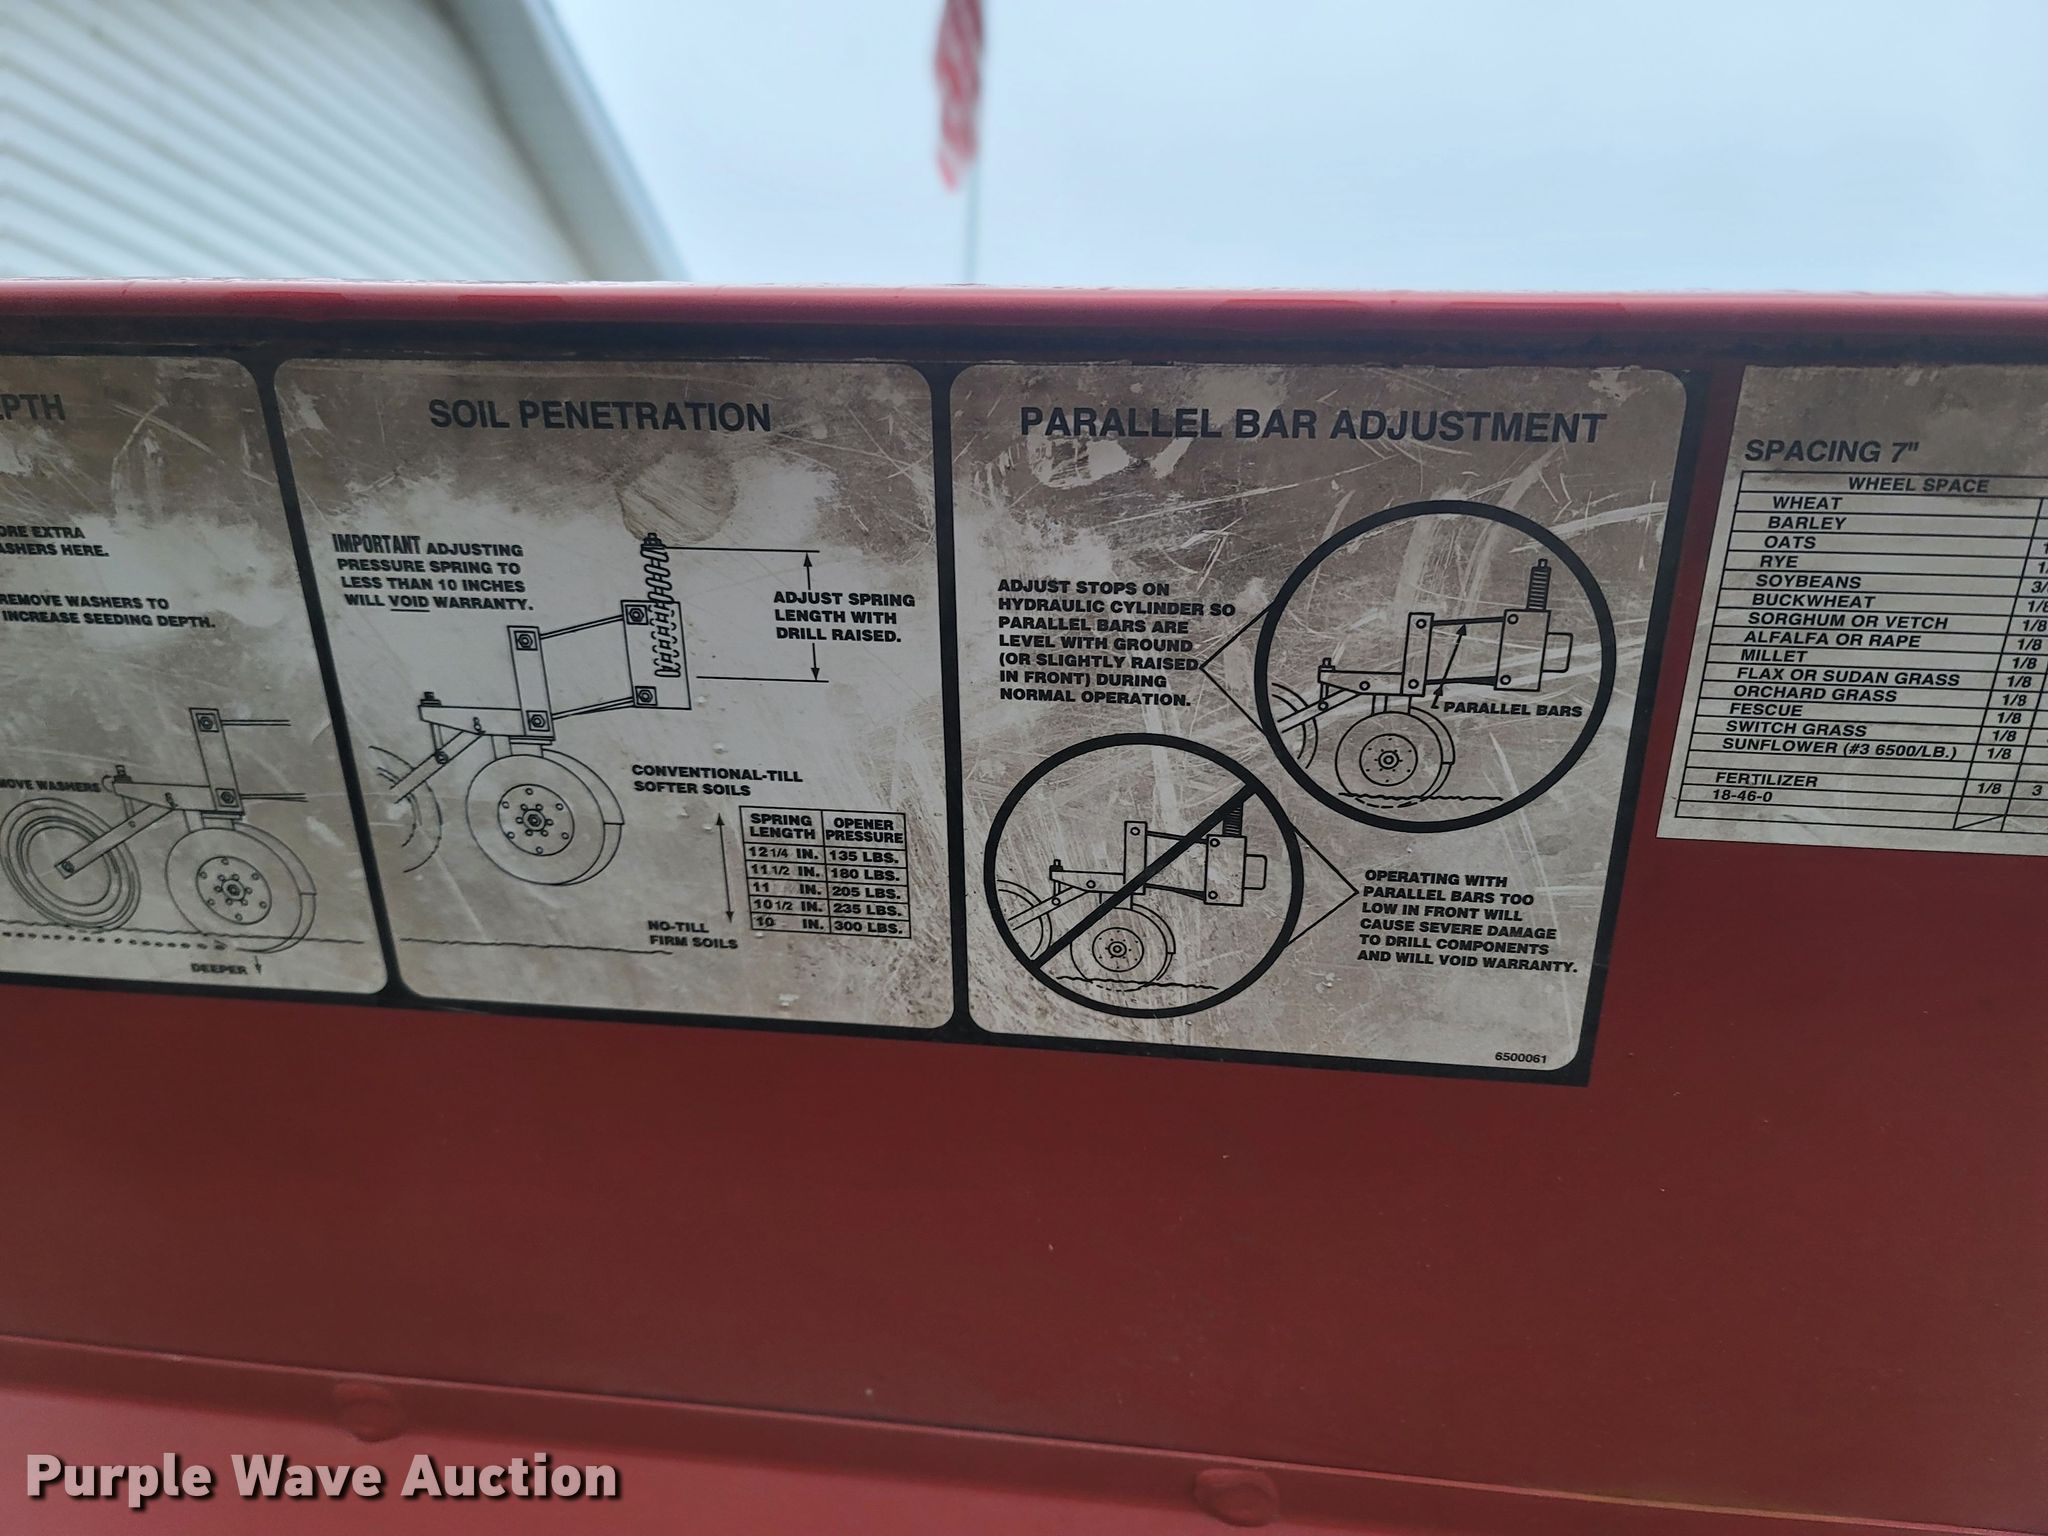 SOIL PENETRATION
IMPORTANT ADJUSTING
PRESSURE SPRING TO
LESS THAN 10 INCHES
WILL VOID WARRANTY.
ADJUST SPRING
LENGTH WITH
DRILL RAISED.
CONVENTIONAL-TILL
SOFTER SOILS
NO-TILL
FIRM SOILS
SPRING LENGTH OPENER PRESSURE
12 1/4 IN. 135 LBS.
11 1/2 IN. 180 LBS.
11 IN. 205 LBS.
10 1/2 IN. 235 LBS.
10 IN. 300 LBS.
REMOVE WASHERS TO
INCREASE SEEDING DEPTH.
HERE.
EXTRA
WASHERS
DEEPER
PARALLEL BAR ADJUSTMENT
ADJUST STOPS ON
HYDRAULIC CYLINDER SO
PARALLEL BARS ARE
LEVEL WITH GROUND
(OR SLIGHTLY RAISED
IN FRONT) DURING
NORMAL OPERATION.
PARALLEL BARS
OPERATING WITH
PARALLEL BARS TOO
LOW IN FRONT WILL
CAUSE SEVERE DAMAGE
TO DRILL COMPONENTS
AND WILL VOID WARRANTY.
6500061
SPACING 7"
WHEEL SPACE
WHEAT
BARLEY
OATS
RYE
SOYBEANS
BUCKWHEAT
SORGHUM OR VETCH 1/8
ALFALFA OR RAPE 1/8
MILLET 1/8
FLAX OR SUDAN GRASS 1/8
ORCHARD GRASS 1/8
FESCUE 1/8
SWITCH GRASS 1/8
SUNFLOWER (#3 6500/LB.) 1/8
FERTILIZER 1/8 3
18-46-0
Purple Wave Auction